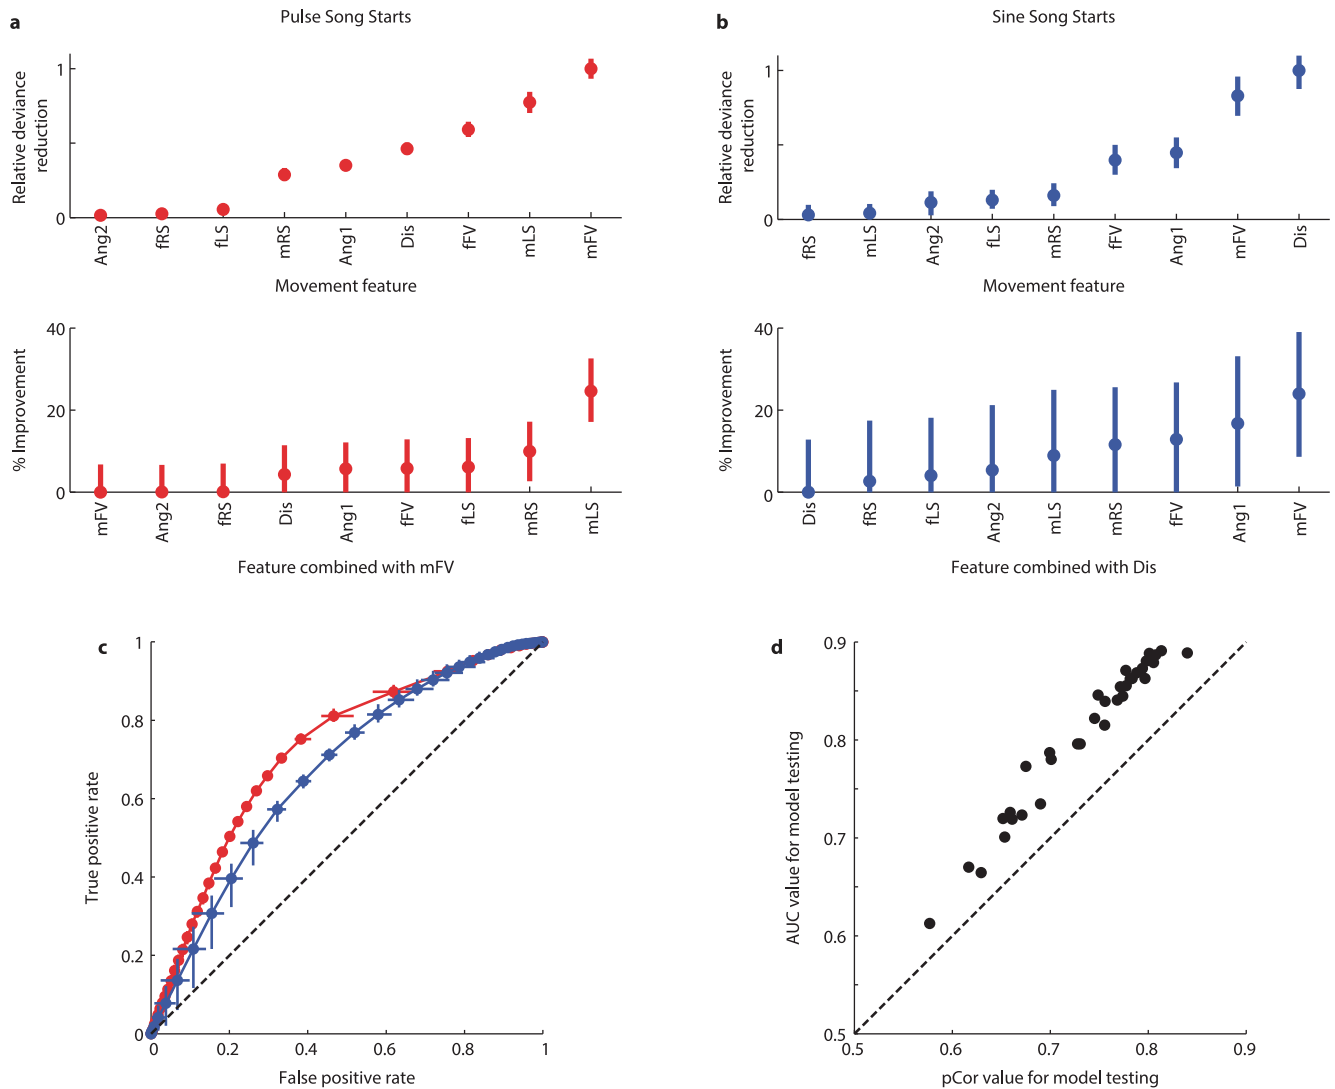 a
Pulse Song Starts
Relative deviance
reduction
1
0
Ang2
fRS
fLS
mRS
Ang1
Dis
fFV
mLS
mFV
Movement feature
% Improvement
40
20
0
mFV
Ang2
fRS
Dis
Ang1
fFV
fLS
mRS
mLS
Feature combined with mFV
b
Sine Song Starts
Relative deviance
reduction
1
0
fRS
mLS
Ang2
fLS
mRS
fFV
Ang1
mFV
Dis
Movement feature
% Improvement
40
20
0
Dis
fRS
fLS
Ang2
mLS
mRS
fFV
Ang1
mFV
Feature combined with Dis
c
True positive rate
1
0.8
0.6
0.4
0.2
0
0 0.2 0.4 0.6 0.8 1
False positive rate
d
AUC value for model testing
0.9
0.8
0.7
0.6
0.5
0.5 0.6 0.7 0.8 0.9
pCor value for model testing